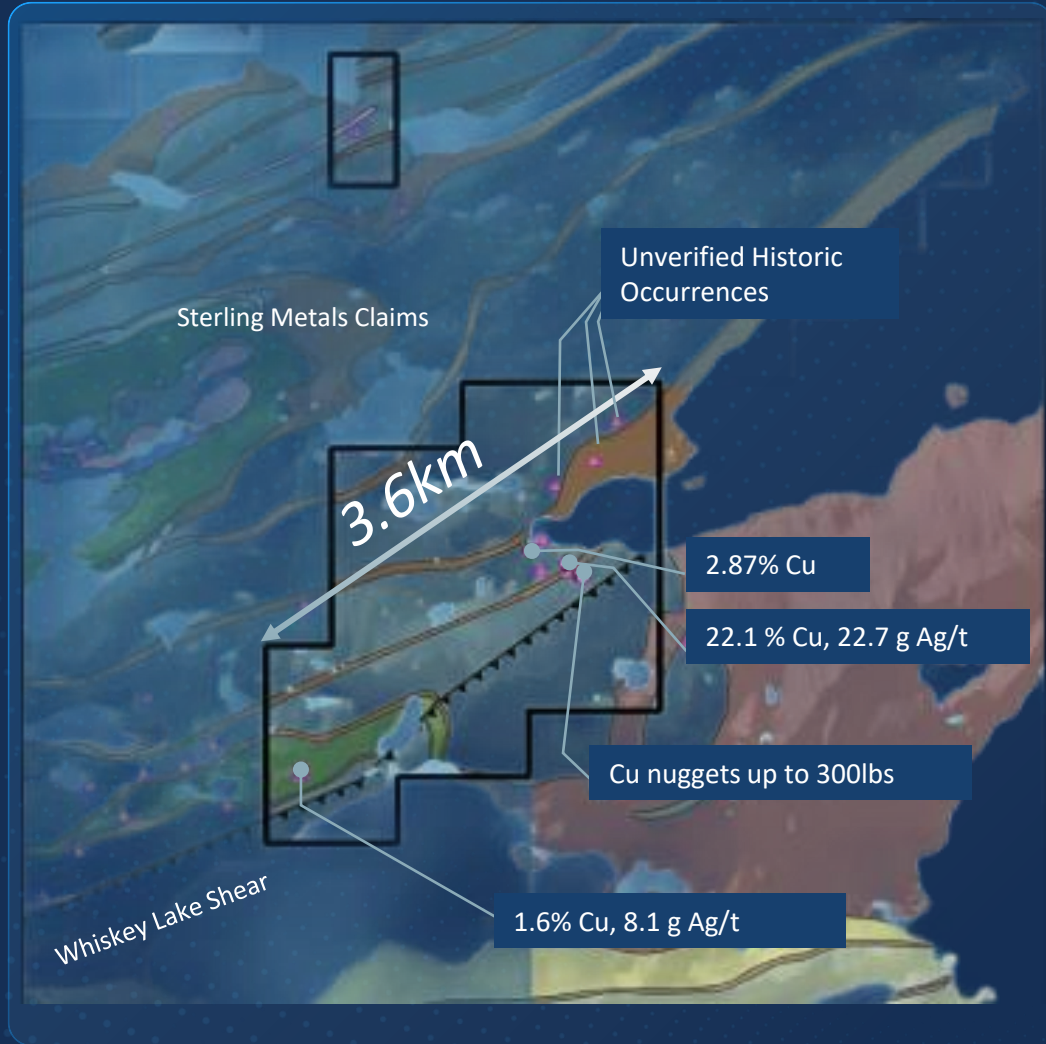 Unverified Historic
Occurrences
Sterling Metals Claims
3.6km
2.87% Cu
22.1 % Cu, 22.7 g Ag/t
Cu nuggets up to 300lbs
1.6% Cu, 8.1 g Ag/t
Whiskey Lake Shear